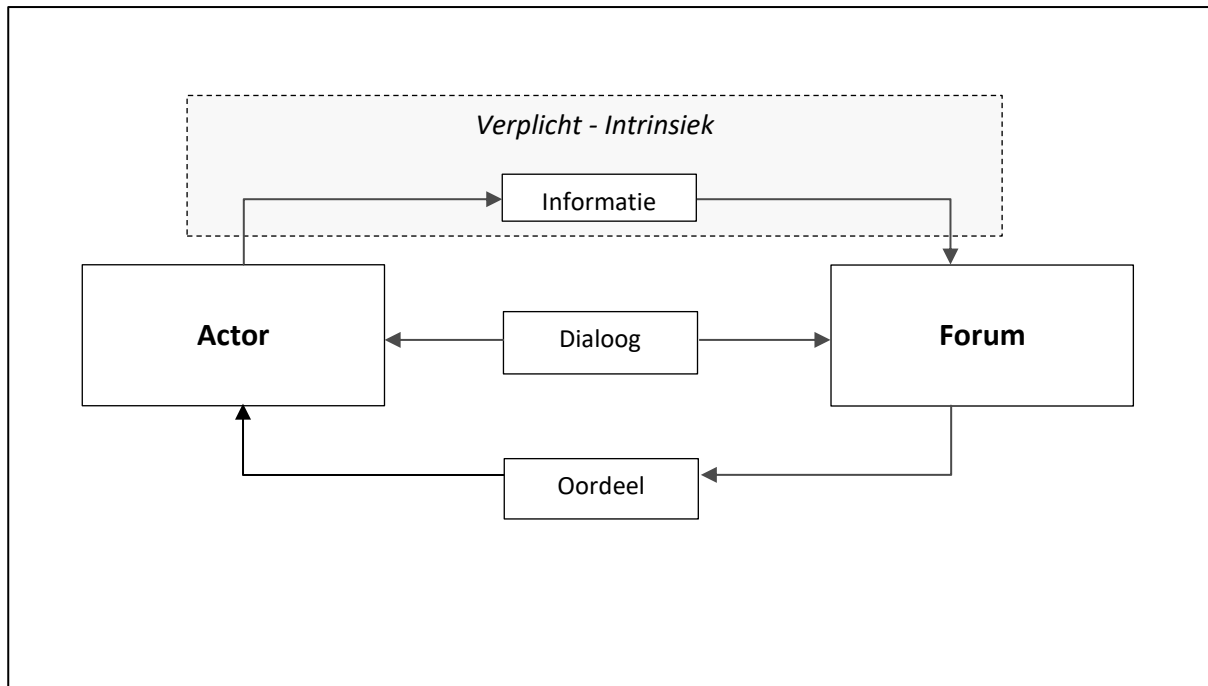 Verplicht - Intrinsiek
Informatie
Actor
Dialoog
Forum
Oordeel